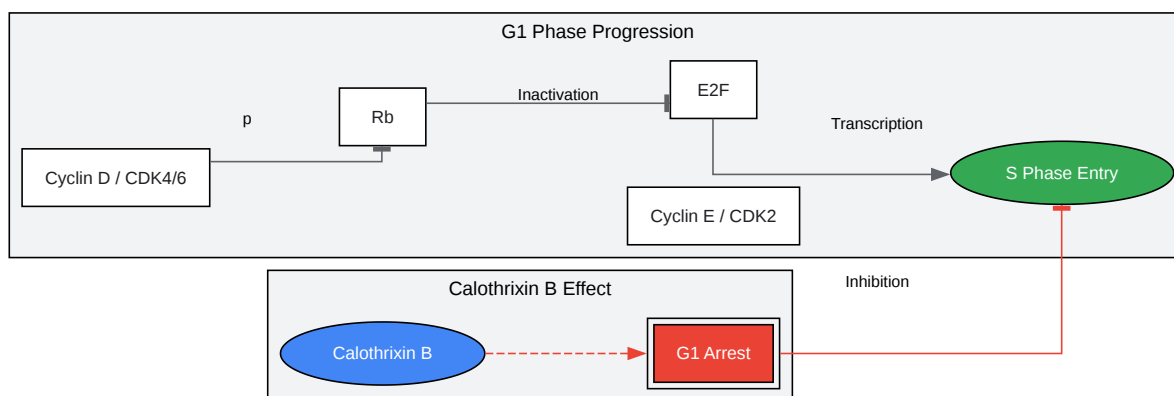 G1 Phase Progression
E2F
Inactivation
Rb
p
Transcription
Cyclin D / CDK4/6
S Phase Entry
Cyclin E / CDK2
Inhibition
Calothrixin B Effect
Calothrixin B
G1 Arrest